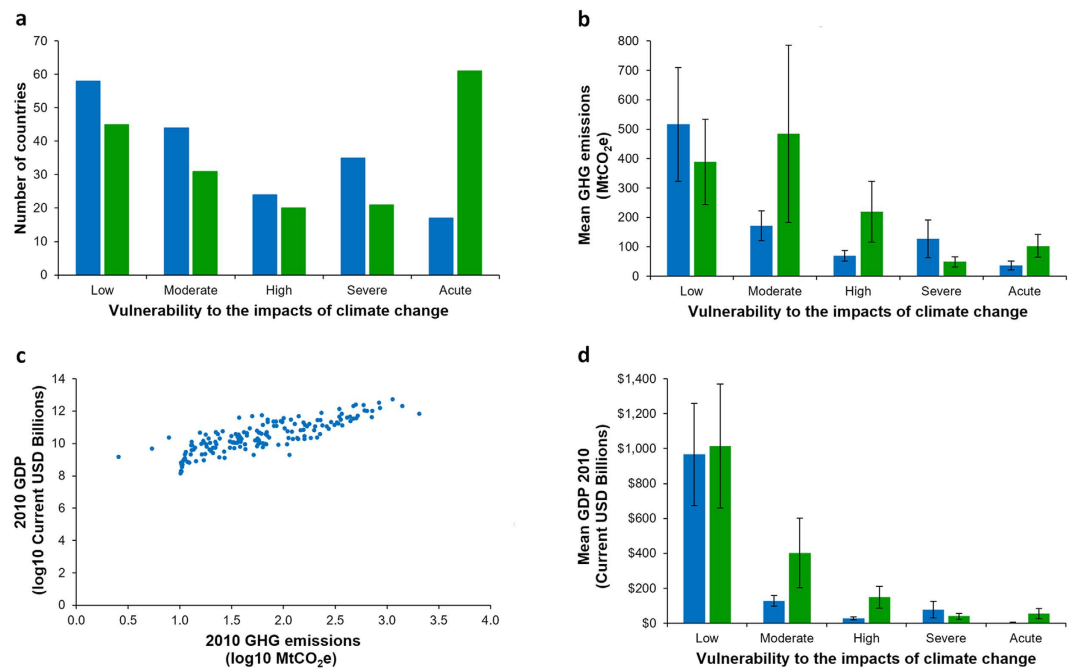 a
Number of countries
70
60
50
40
30
20
10
0
Low Moderate High Severe Acute
Vulnerability to the impacts of climate change
b
Mean GHG emissions
(MtCO₂e)
800
700
600
500
400
300
200
100
0
Low Moderate High Severe Acute
Vulnerability to the impacts of climate change
c
2010 GDP
(log10 Current USD Billions)
14
12
10
8
6
4
2
0
0.0 0.5 1.0 1.5 2.0 2.5 3.0 3.5 4.0
2010 GHG emissions
(log10 MtCO₂e)
d
Mean GDP 2010
(Current USD Billions)
$1,400
$1,200
$1,000
$800
$600
$400
$200
$0
Low Moderate High Severe Acute
Vulnerability to the impacts of climate change